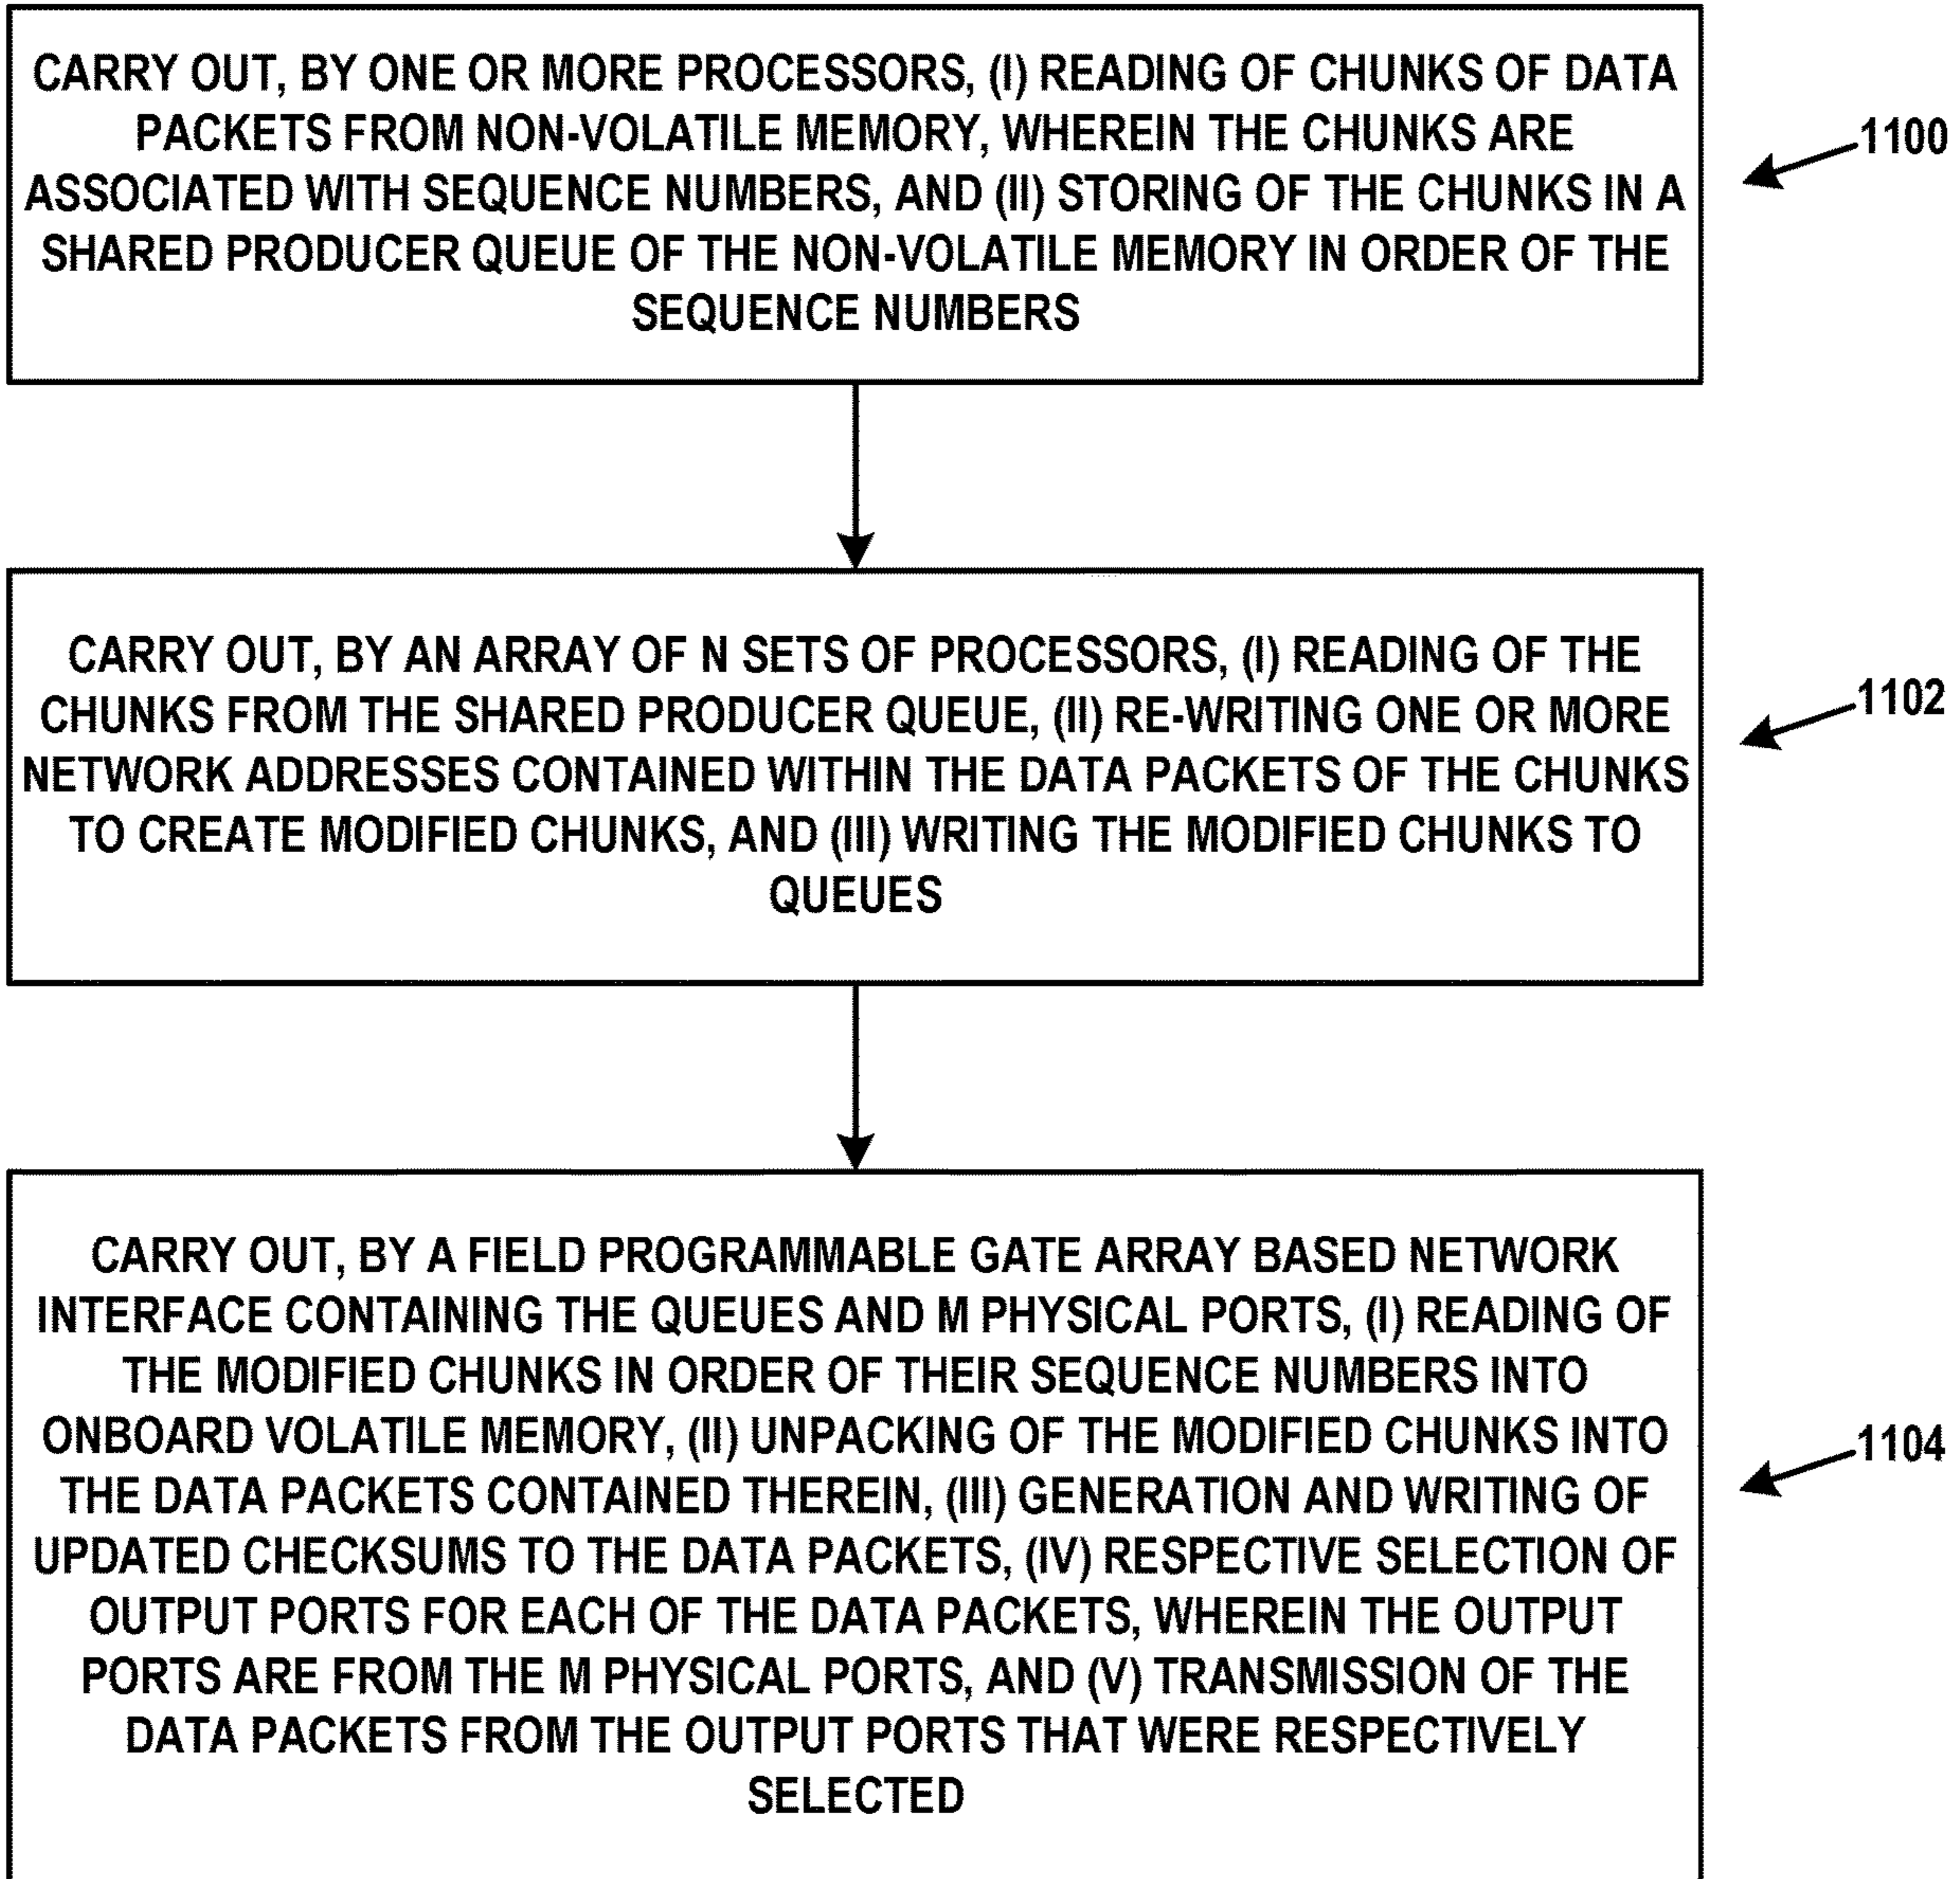 CARRY OUT, BY ONE OR MORE PROCESSORS, (I) READING OF CHUNKS OF DATA
PACKETS FROM NON-VOLATILE MEMORY, WHEREIN THE CHUNKS ARE
ASSOCIATED WITH SEQUENCE NUMBERS, AND (II) STORING OF THE CHUNKS IN A
SHARED PRODUCER QUEUE OF THE NON-VOLATILE MEMORY IN ORDER OF THE
SEQUENCE NUMBERS
1100
CARRY OUT, BY AN ARRAY OF N SETS OF PROCESSORS, (I) READING OF THE
CHUNKS FROM THE SHARED PRODUCER QUEUE, (II) RE-WRITING ONE OR MORE
NETWORK ADDRESSES CONTAINED WITHIN THE DATA PACKETS OF THE CHUNKS
TO CREATE MODIFIED CHUNKS, AND (III) WRITING THE MODIFIED CHUNKS TO
QUEUES
1102
CARRY OUT, BY A FIELD PROGRAMMABLE GATE ARRAY BASED NETWORK
INTERFACE CONTAINING THE QUEUES AND M PHYSICAL PORTS, (I) READING OF
THE MODIFIED CHUNKS IN ORDER OF THEIR SEQUENCE NUMBERS INTO
ONBOARD VOLATILE MEMORY, (II) UNPACKING OF THE MODIFIED CHUNKS INTO
THE DATA PACKETS CONTAINED THEREIN, (III) GENERATION AND WRITING OF
UPDATED CHECKSUMS TO THE DATA PACKETS, (IV) RESPECTIVE SELECTION OF
OUTPUT PORTS FOR EACH OF THE DATA PACKETS, WHEREIN THE OUTPUT
PORTS ARE FROM THE M PHYSICAL PORTS, AND (V) TRANSMISSION OF THE
DATA PACKETS FROM THE OUTPUT PORTS THAT WERE RESPECTIVELY
SELECTED
1104